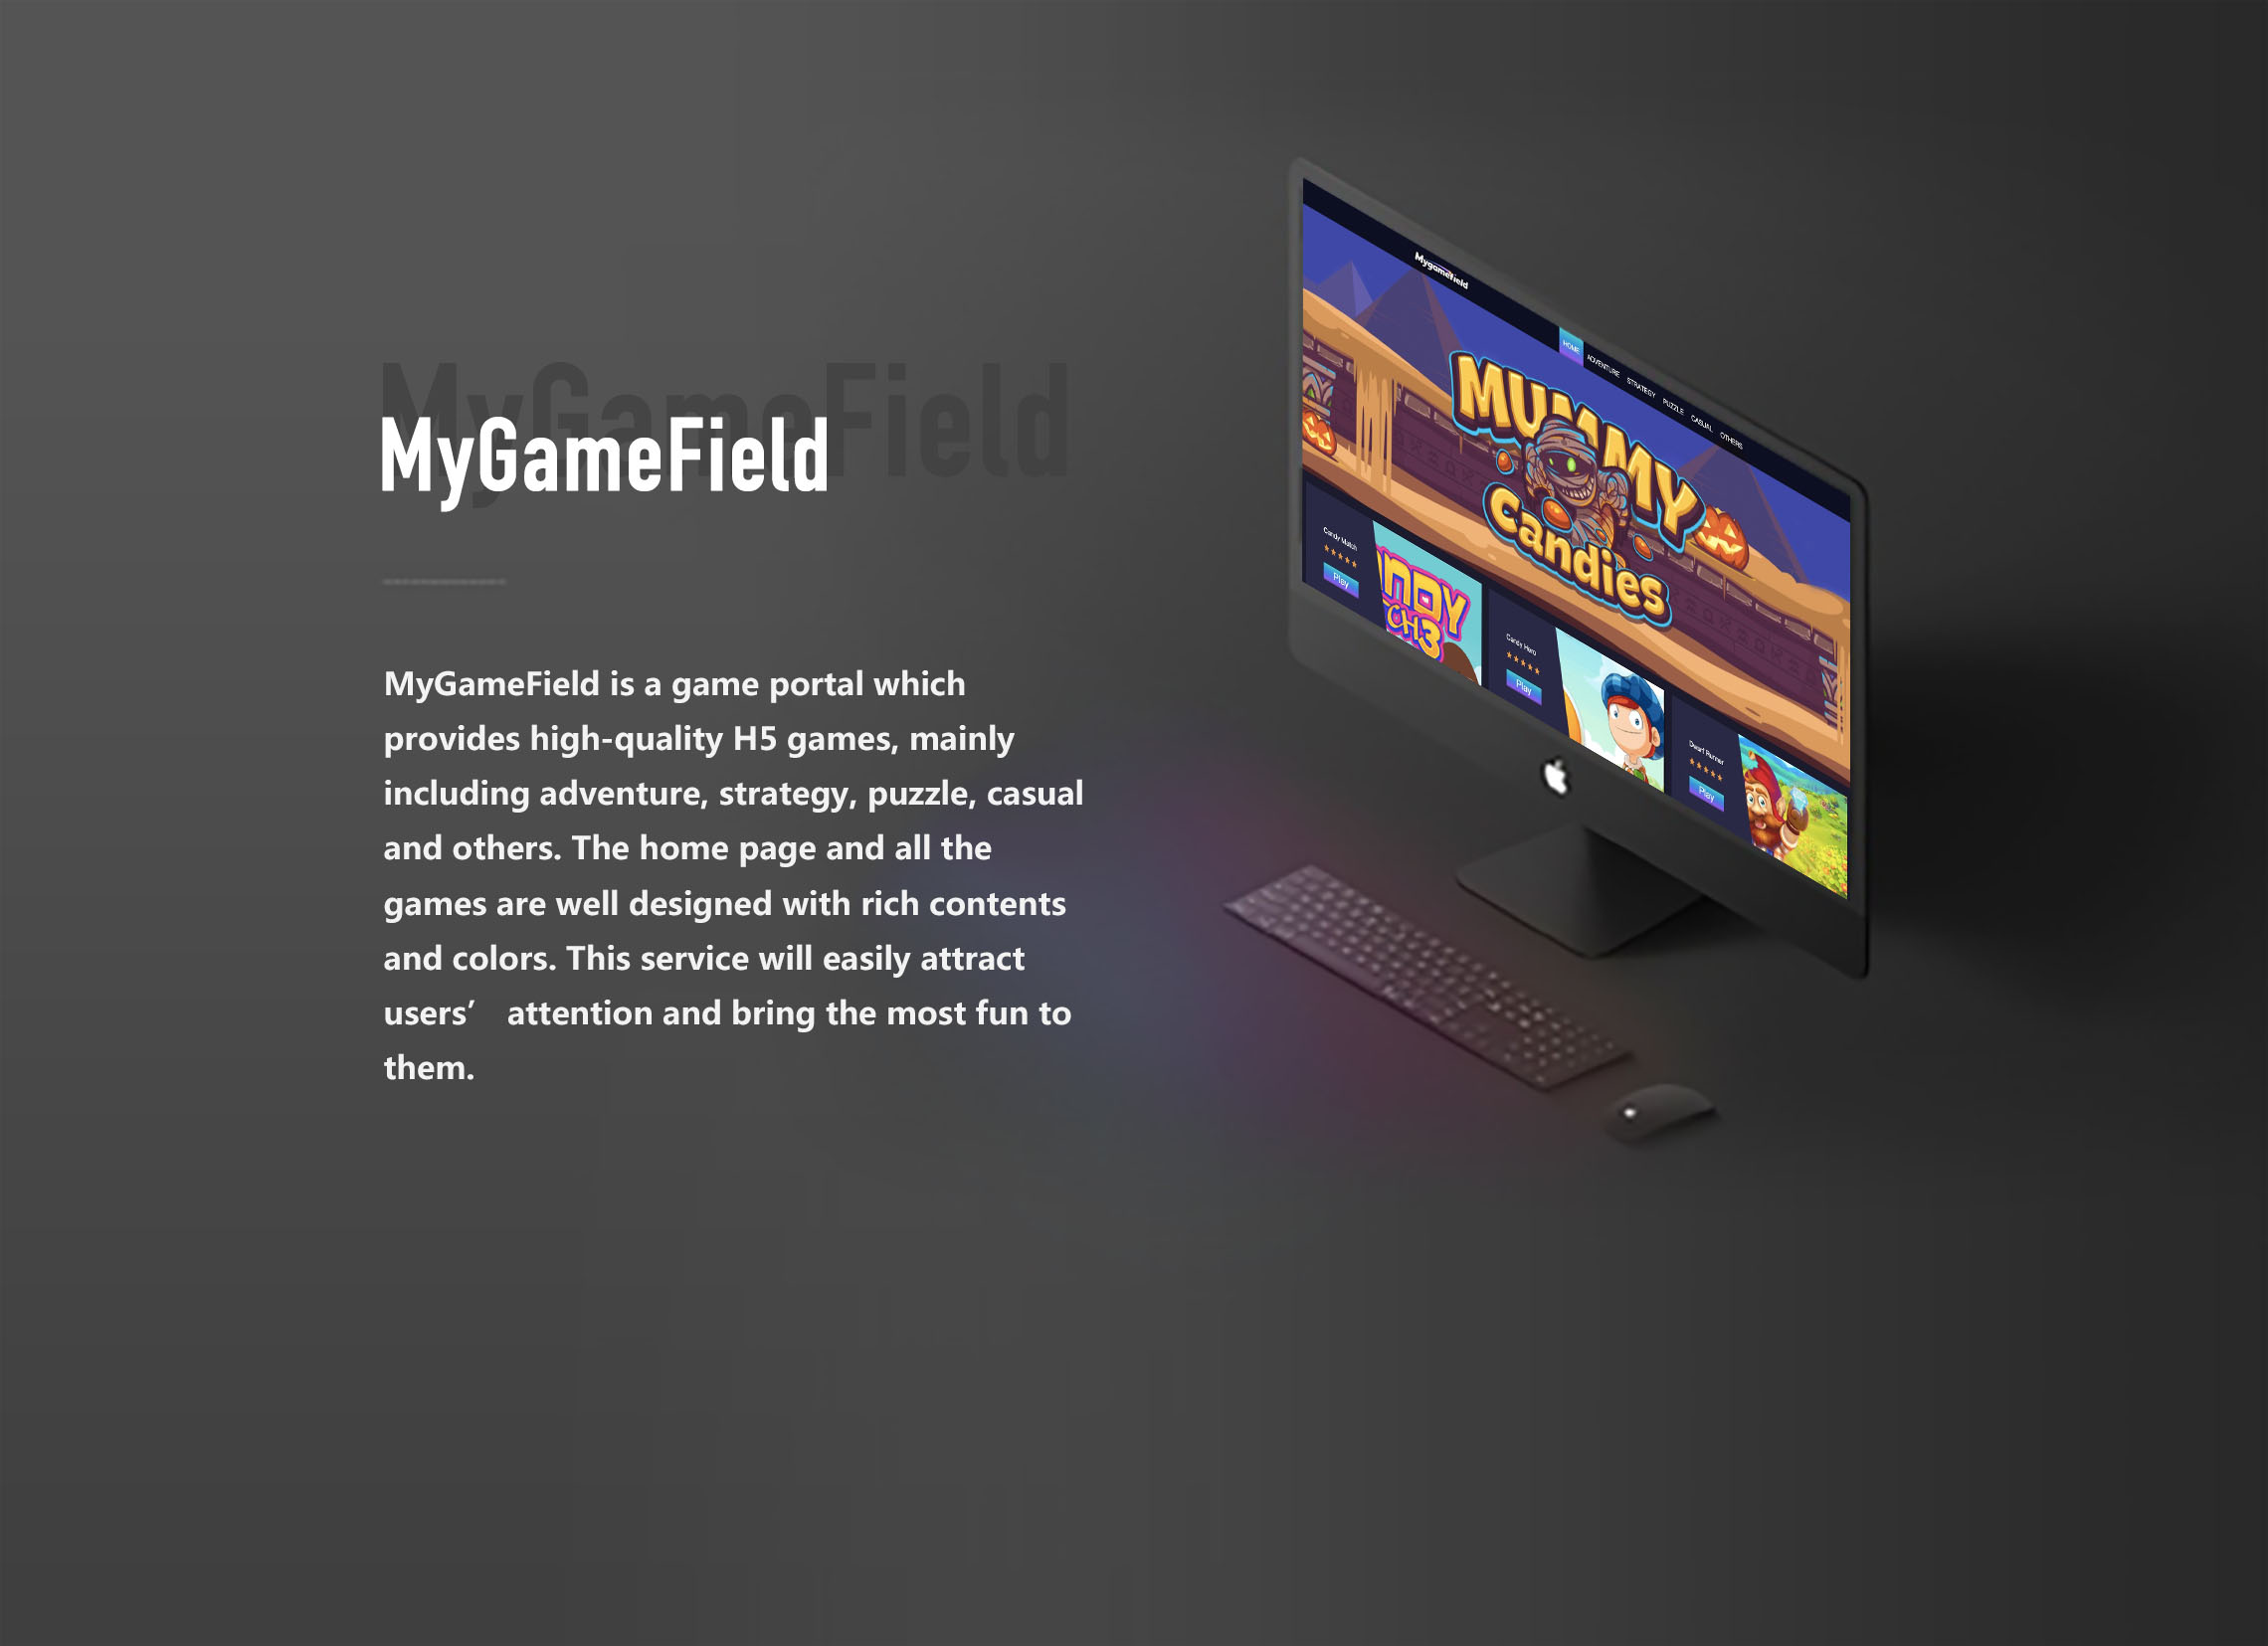 MyGameField
MyGameField
MyGameField is a game portal which
provides high-quality H5 games, mainly
including adventure, strategy, puzzle, casual
and others. The home page and all the
games are well designed with rich contents
and colors. This service will easily attract
users’ attention and bring the most fun to
them.
Mygamefield
HOME ADVENTURE STRATEGY PUZZLE CASUAL OTHERS
MUMMY
Candies
Candy Match
Play
NDY
CH3
Candy Hero
Play
Dwarf Runner
Play